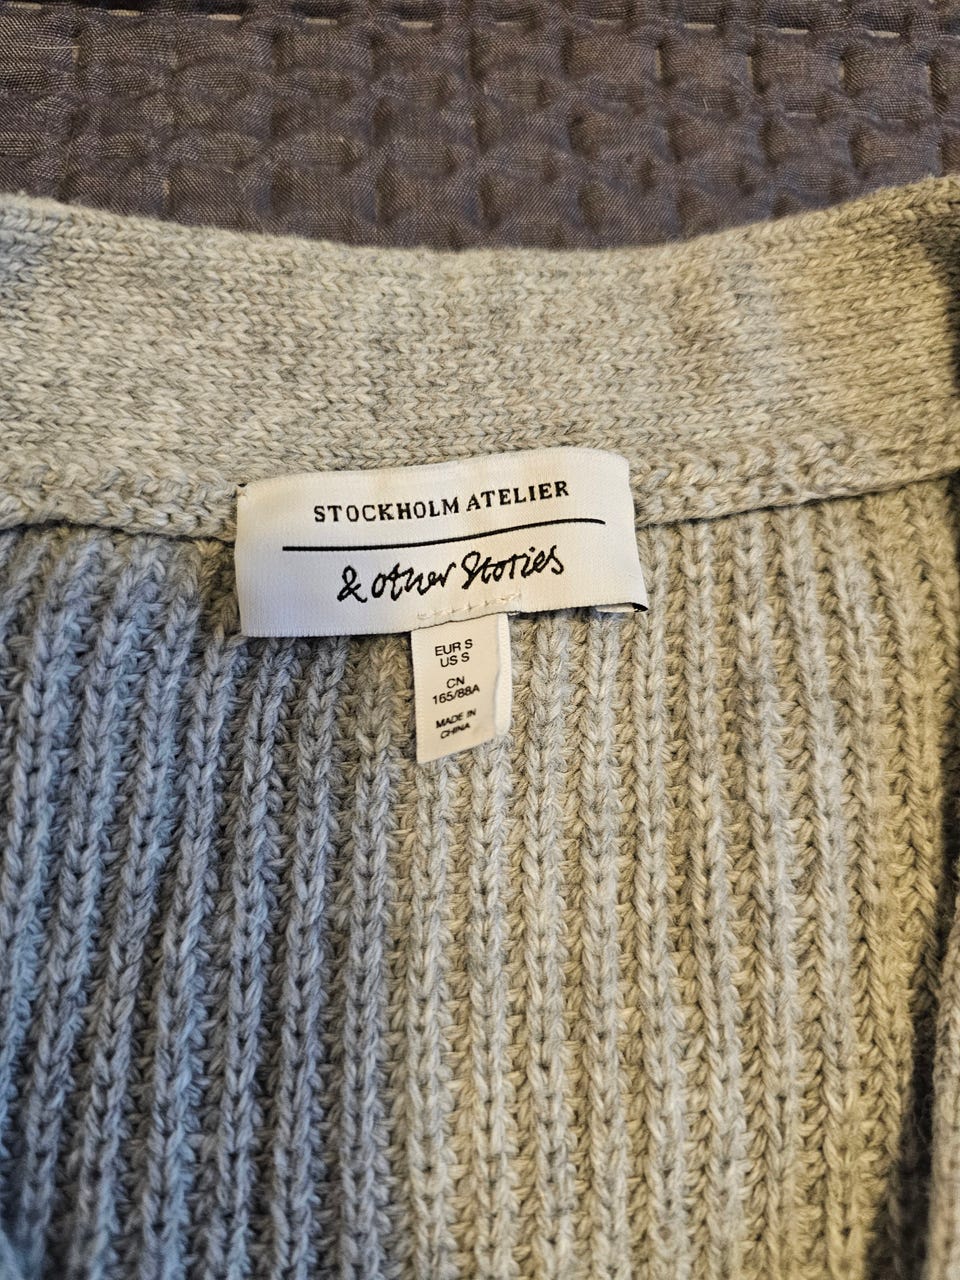 STOCKHOLM ATELIER
& other Stories
EUR S
US S
CN
165/88A
MADE IN
CHINA